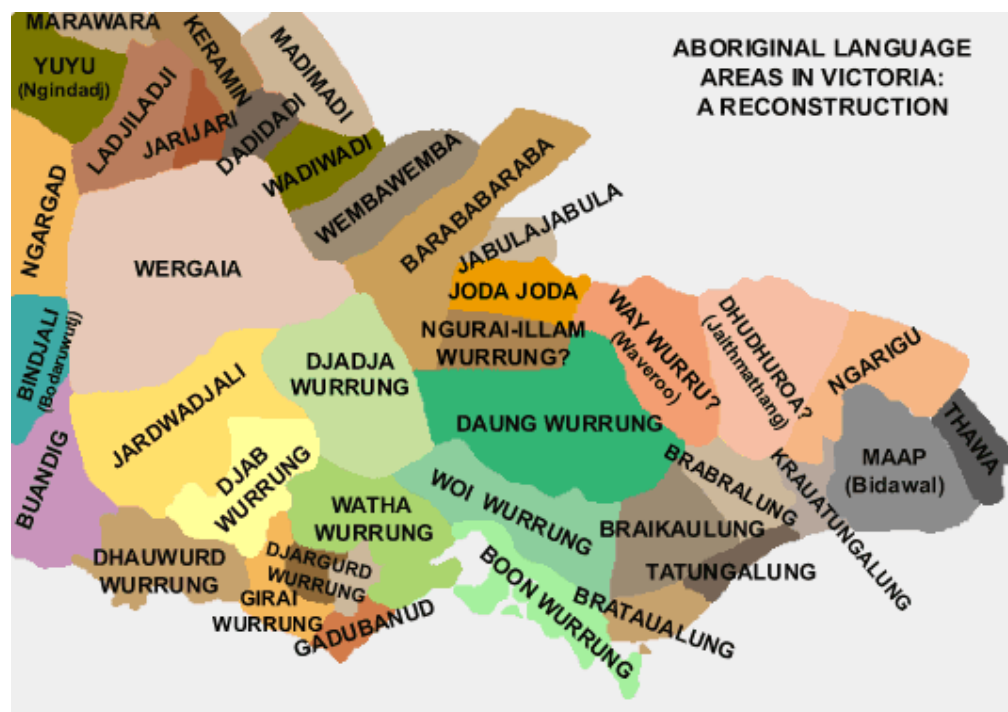 ABORIGINAL LANGUAGE
AREAS IN VICTORIA:
A RECONSTRUCTION
MARAWARA
YUYU
(Ngindadj)
LADJILADJI
JARIJARI
KERAMIN
DADIDADI
MADIMADI
WADIWADI
WEMBAWEMBA
BARABABARABA
JABULAJABULA
NGARGAD
WERGAIA
JODA JODA
NGURAI-ILLAM
WURRUNG?
WAY WURRU?
(Waveroo)
DHUDHUROA?
(Jaithmathang)
NGARIGU
BINDJALI
(Bodaruwutj)
DJADJA
WURRUNG
JARDWADJALI
DAUNG WURRUNG
THAWA
MAAP
(Bidawal)
BUANDIG
DJAB
WURRUNG
WATHA
WURRUNG
WOI WURRUNG
BRABRALUNG
KRAUATUNGALUNG
BRAIKAULUNG
TATUNGALUNG
DHAUWURD
WURRUNG
DJARGURD
WURRUNG
GIRAI
WURRUNG
GADUBANUD
BOON WURRUNG
BRATAUALUNG